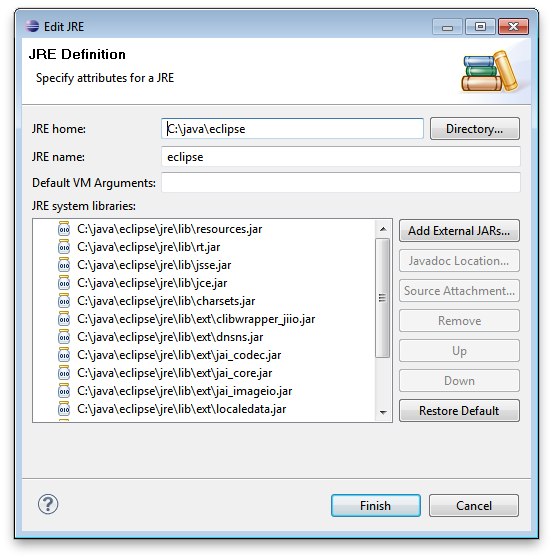 Edit JRE
JRE Definition
Specify attributes for a JRE
JRE home: C:\java\eclipse Directory...
JRE name: eclipse
Default VM Arguments:
JRE system libraries:
C:\java\eclipse\jre\lib\resources.jar
C:\java\eclipse\jre\lib\rt.jar
C:\java\eclipse\jre\lib\jsse.jar
C:\java\eclipse\jre\lib\jce.jar
C:\java\eclipse\jre\lib\charsets.jar
C:\java\eclipse\jre\lib\ext\clibwrapper_jiio.jar
C:\java\eclipse\jre\lib\ext\dnsns.jar
C:\java\eclipse\jre\lib\ext\jai_codec.jar
C:\java\eclipse\jre\lib\ext\jai_core.jar
C:\java\eclipse\jre\lib\ext\jai_imageio.jar
C:\java\eclipse\jre\lib\ext\localedata.jar
Add External JARs...
Javadoc Location...
Source Attachment...
Remove
Up
Down
Restore Default
Finish Cancel